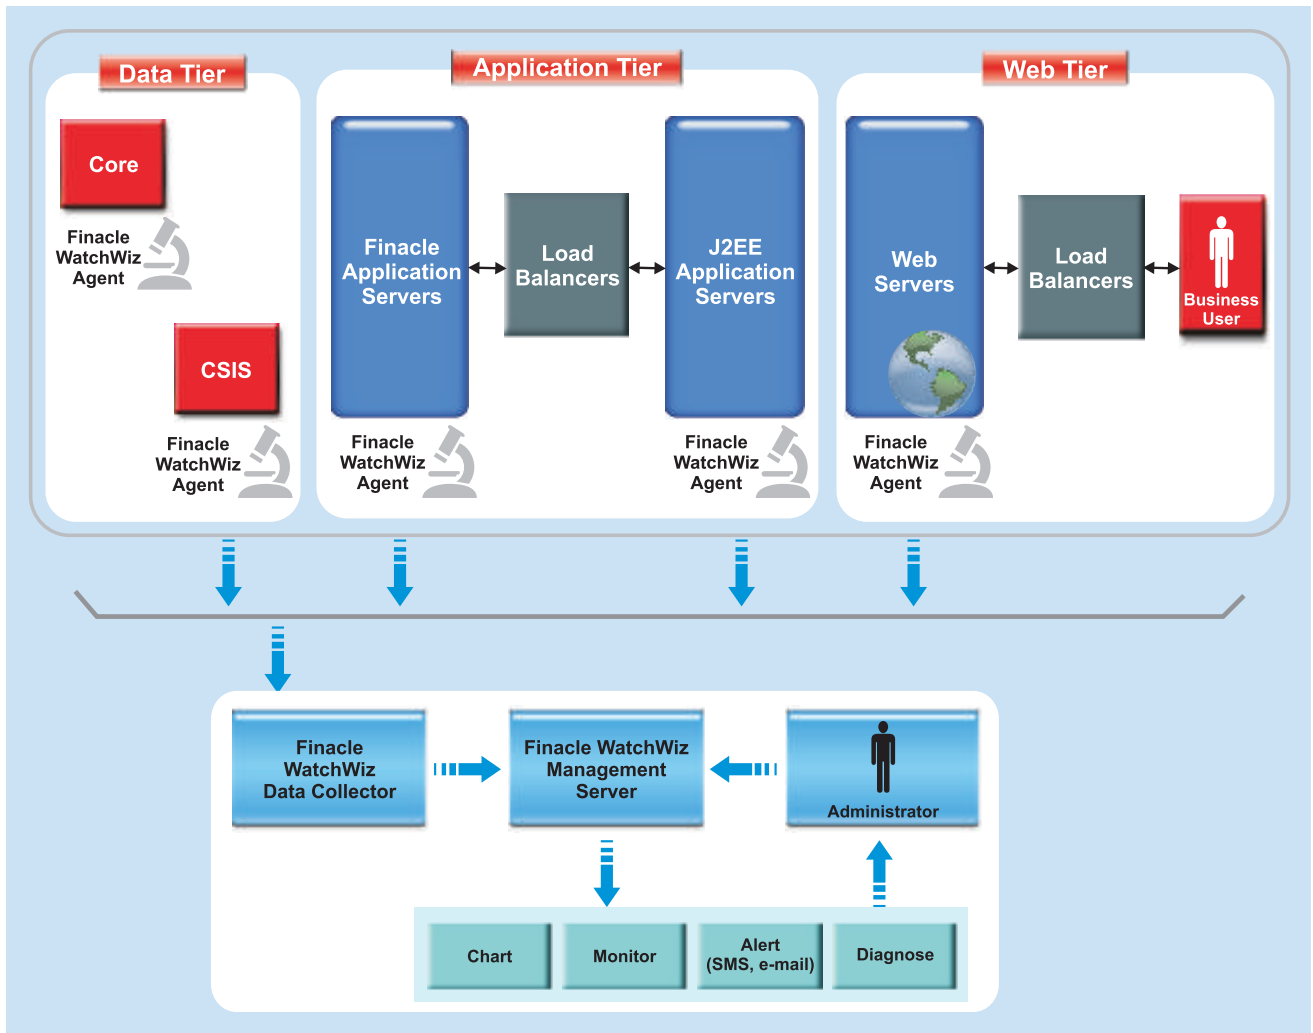 Data Tier
Application Tier
Web Tier
Core
Finacle
WatchWiz
Agent
CSIS
Finacle
WatchWiz
Agent
Finacle
Application
Servers
Load
Balancers
J2EE
Application
Servers
Finacle
WatchWiz
Agent
Finacle
WatchWiz
Agent
Web
Servers
Load
Balancers
Business
User
Finacle
WatchWiz
Agent
Finacle
WatchWiz
Data Collector
Finacle WatchWiz
Management
Server
Administrator
Chart
Monitor
Alert
(SMS, e-mail)
Diagnose